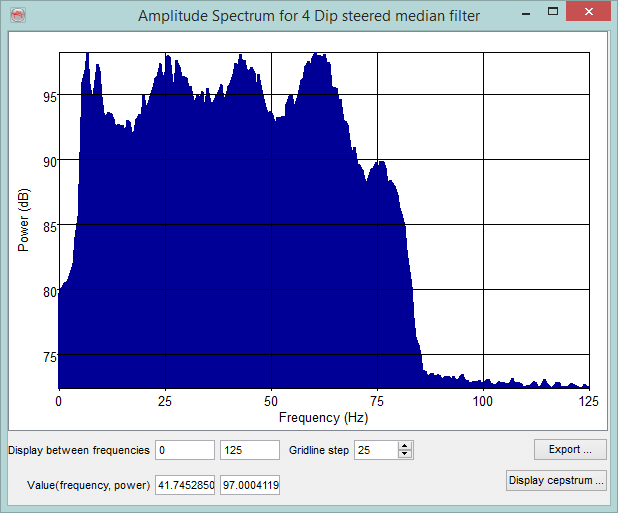 Amplitude Spectrum for 4 Dip steered median filter
95
90
85
80
75
Power (dB)
0 25 50 75 100 125
Frequency (Hz)
Display between frequencies 0 125 Gridline step 25 Export ...
Value(frequency, power) 41.7452850 97.0004119 Display cepstrum ...